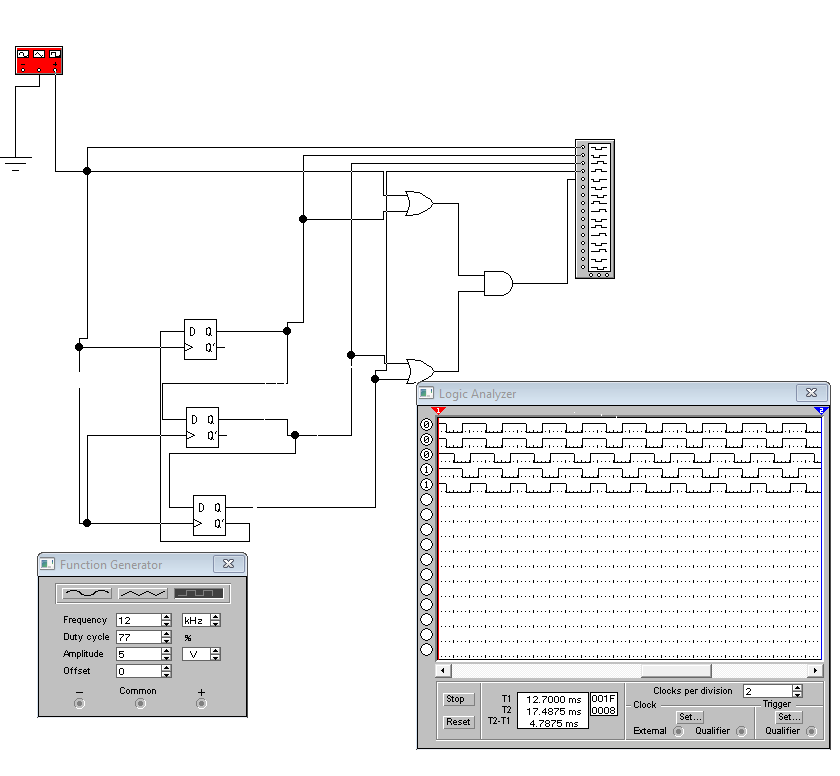 D Q
Q'
D Q
Q'
D Q
Q'
Logic Analyzer
1
2
0
0
0
1
1
Function Generator
Frequency 12 kHz
Duty cycle 77 %
Amplitude 5 V
Offset 0
− Common +
Stop
Reset
T1 12.7000 ms 001F
T2 17.4875 ms 0008
T2-T1 4.7875 ms
Clocks per division 2
Clock
Set...
External Qualifier
Trigger
Set...
Qualifier